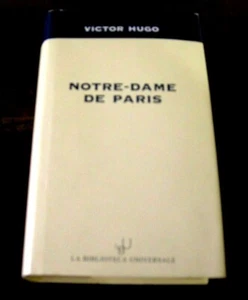 VICTOR HUGO
NOTRE-DAME
DE PARIS
LA BIBLIOTECA UNIVERSALE